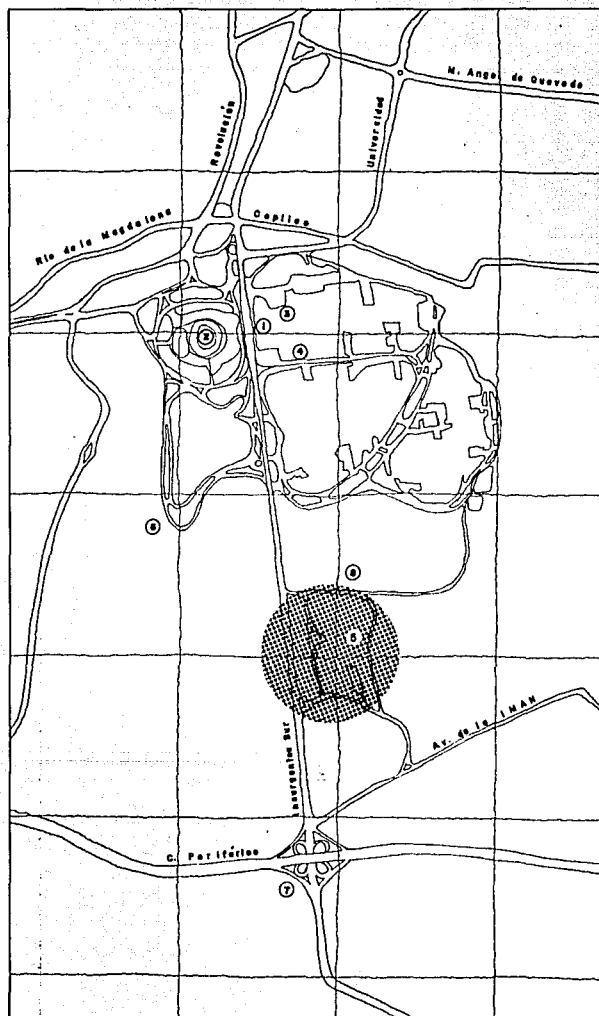 M. Angel de Quevedo
Revolución
Universidad
Rio de la Magdalena
Copilco
1
3
2
4
6
8
5
Insurgentes Sur
Av. de la IMAN
C. Periférico
7